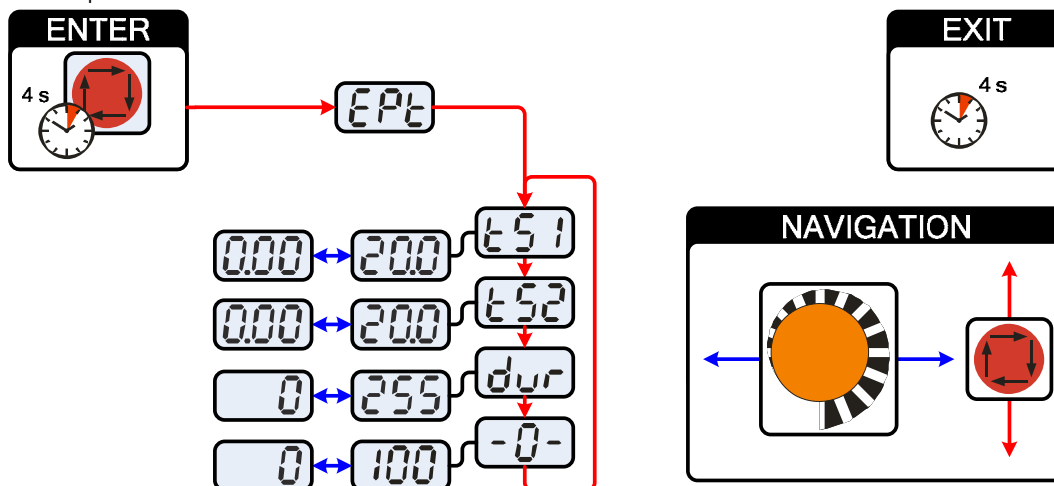 ENTER
EXIT
4 s
4 s
EPt
NAVIGATION
tS1
0.00
20.0
tS2
0.00
20.0
dur
0
255
-0-
0
100